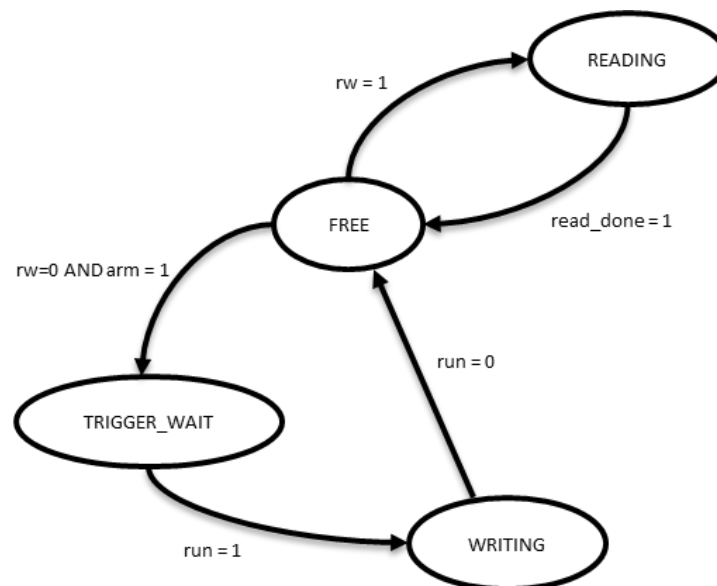 READING
rw = 1
FREE
read_done = 1
rw=0 AND arm = 1
run = 0
TRIGGER_WAIT
run = 1
WRITING